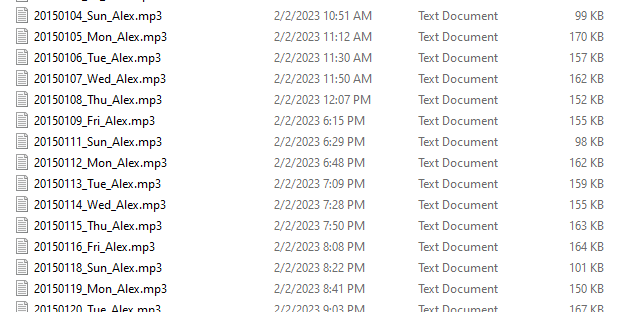 20150104_Sun_Alex.mp3 2/2/2023 10:51 AM Text Document 99 KB
20150105_Mon_Alex.mp3 2/2/2023 11:12 AM Text Document 170 KB
20150106_Tue_Alex.mp3 2/2/2023 11:30 AM Text Document 157 KB
20150107_Wed_Alex.mp3 2/2/2023 11:50 AM Text Document 162 KB
20150108_Thu_Alex.mp3 2/2/2023 12:07 PM Text Document 152 KB
20150109_Fri_Alex.mp3 2/2/2023 6:15 PM Text Document 155 KB
20150111_Sun_Alex.mp3 2/2/2023 6:29 PM Text Document 98 KB
20150112_Mon_Alex.mp3 2/2/2023 6:48 PM Text Document 162 KB
20150113_Tue_Alex.mp3 2/2/2023 7:09 PM Text Document 159 KB
20150114_Wed_Alex.mp3 2/2/2023 7:28 PM Text Document 155 KB
20150115_Thu_Alex.mp3 2/2/2023 7:50 PM Text Document 163 KB
20150116_Fri_Alex.mp3 2/2/2023 8:08 PM Text Document 164 KB
20150118_Sun_Alex.mp3 2/2/2023 8:22 PM Text Document 101 KB
20150119_Mon_Alex.mp3 2/2/2023 8:41 PM Text Document 150 KB
20150120_Tue_Alex.mp3 2/2/2023 9:03 PM Text Document 167 KB